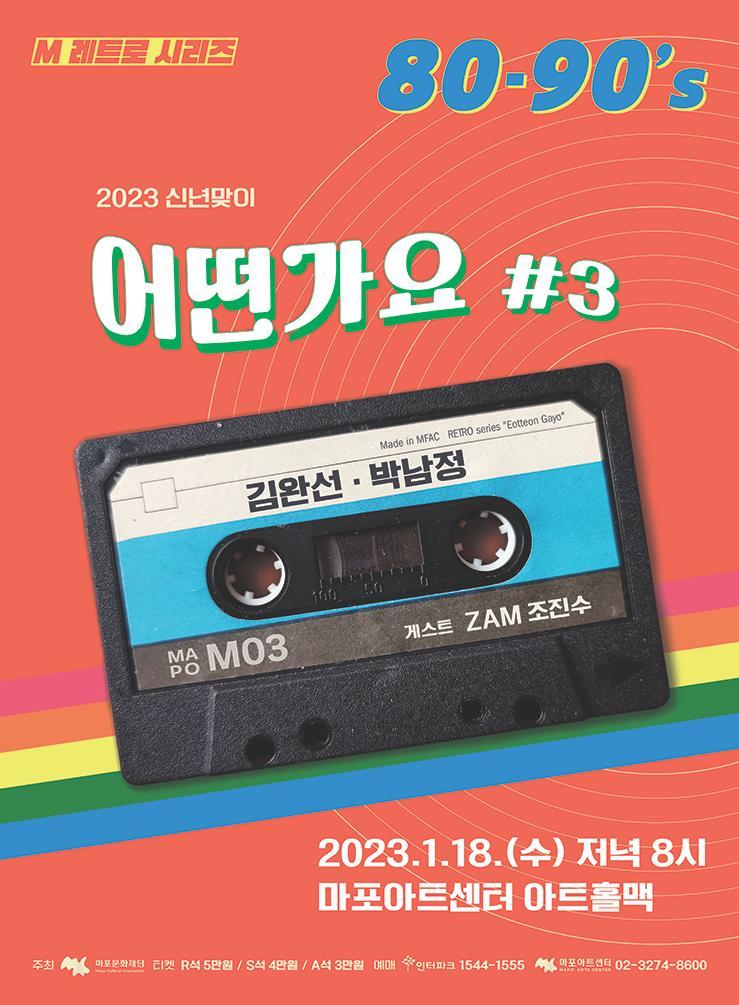 M 레트로 시리즈
80-90's
2023 신년맞이
어떤가요 #3
Made in MFAC RETRO series "Eotteon Gayo"
김완선 · 박남정
100 50 0
MA
PO M03
게스트 ZAM 조진수
2023.1.18.(수) 저녁 8시
마포아트센터 아트홀맥
주최 마포문화재단 Mapo Cultural Foundation 티켓 R석 5만원 / S석 4만원 / A석 3만원 예매 인터파크 1544-1555 마포아트센터 MAPO ARTS CENTER 02-3274-8600